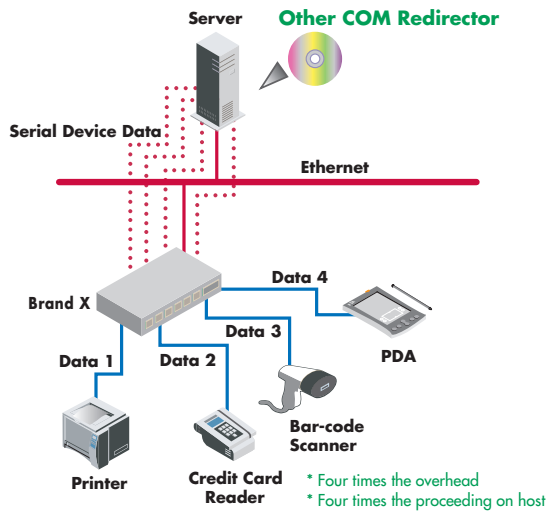 Server
Other COM Redirector
Serial Device Data
Ethernet
Brand X
Data 4
Data 3
Data 1
Data 2
PDA
Bar-code
Scanner
Printer
Credit Card
Reader
* Four times the overhead
* Four times the proceeding on host